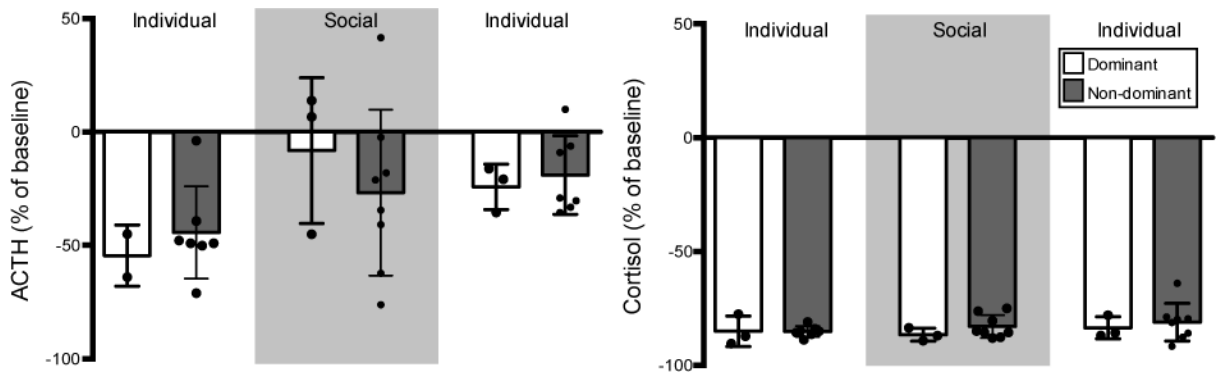 ACTH (% of baseline)
50
0
-50
-100
Individual
Social
Individual
Cortisol (% of baseline)
50
0
-50
-100
Individual
Social
Individual
Dominant
Non-dominant